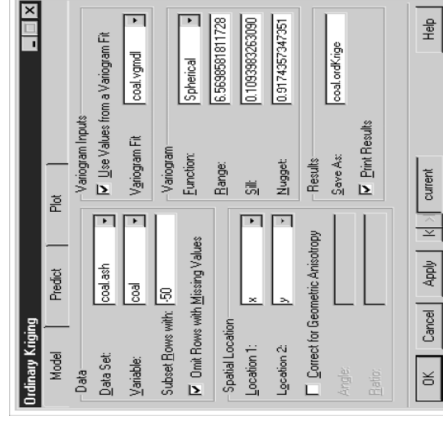 Ordinary Kriging
Model
Predict
Plot
Data
Data Set:
coal.ash
Variable:
coal
Subset Rows with:
-50
Omit Rows with Missing Values
Spatial Location
Location 1:
x
Location 2:
y
Correct for Geometric Anisotropy
Angle:
Ratio:
Variogram Inputs
Use Values from a Variogram Fit
Variogram Fit
coal.vgmdl
Variogram
Function:
Spherical
Range:
6.5698581811728
Sill:
0.1093983263090
Nugget:
0.9174357347351
Results
Save As:
coal.ordKrige
Print Results
OK
Cancel
Apply
current
Help